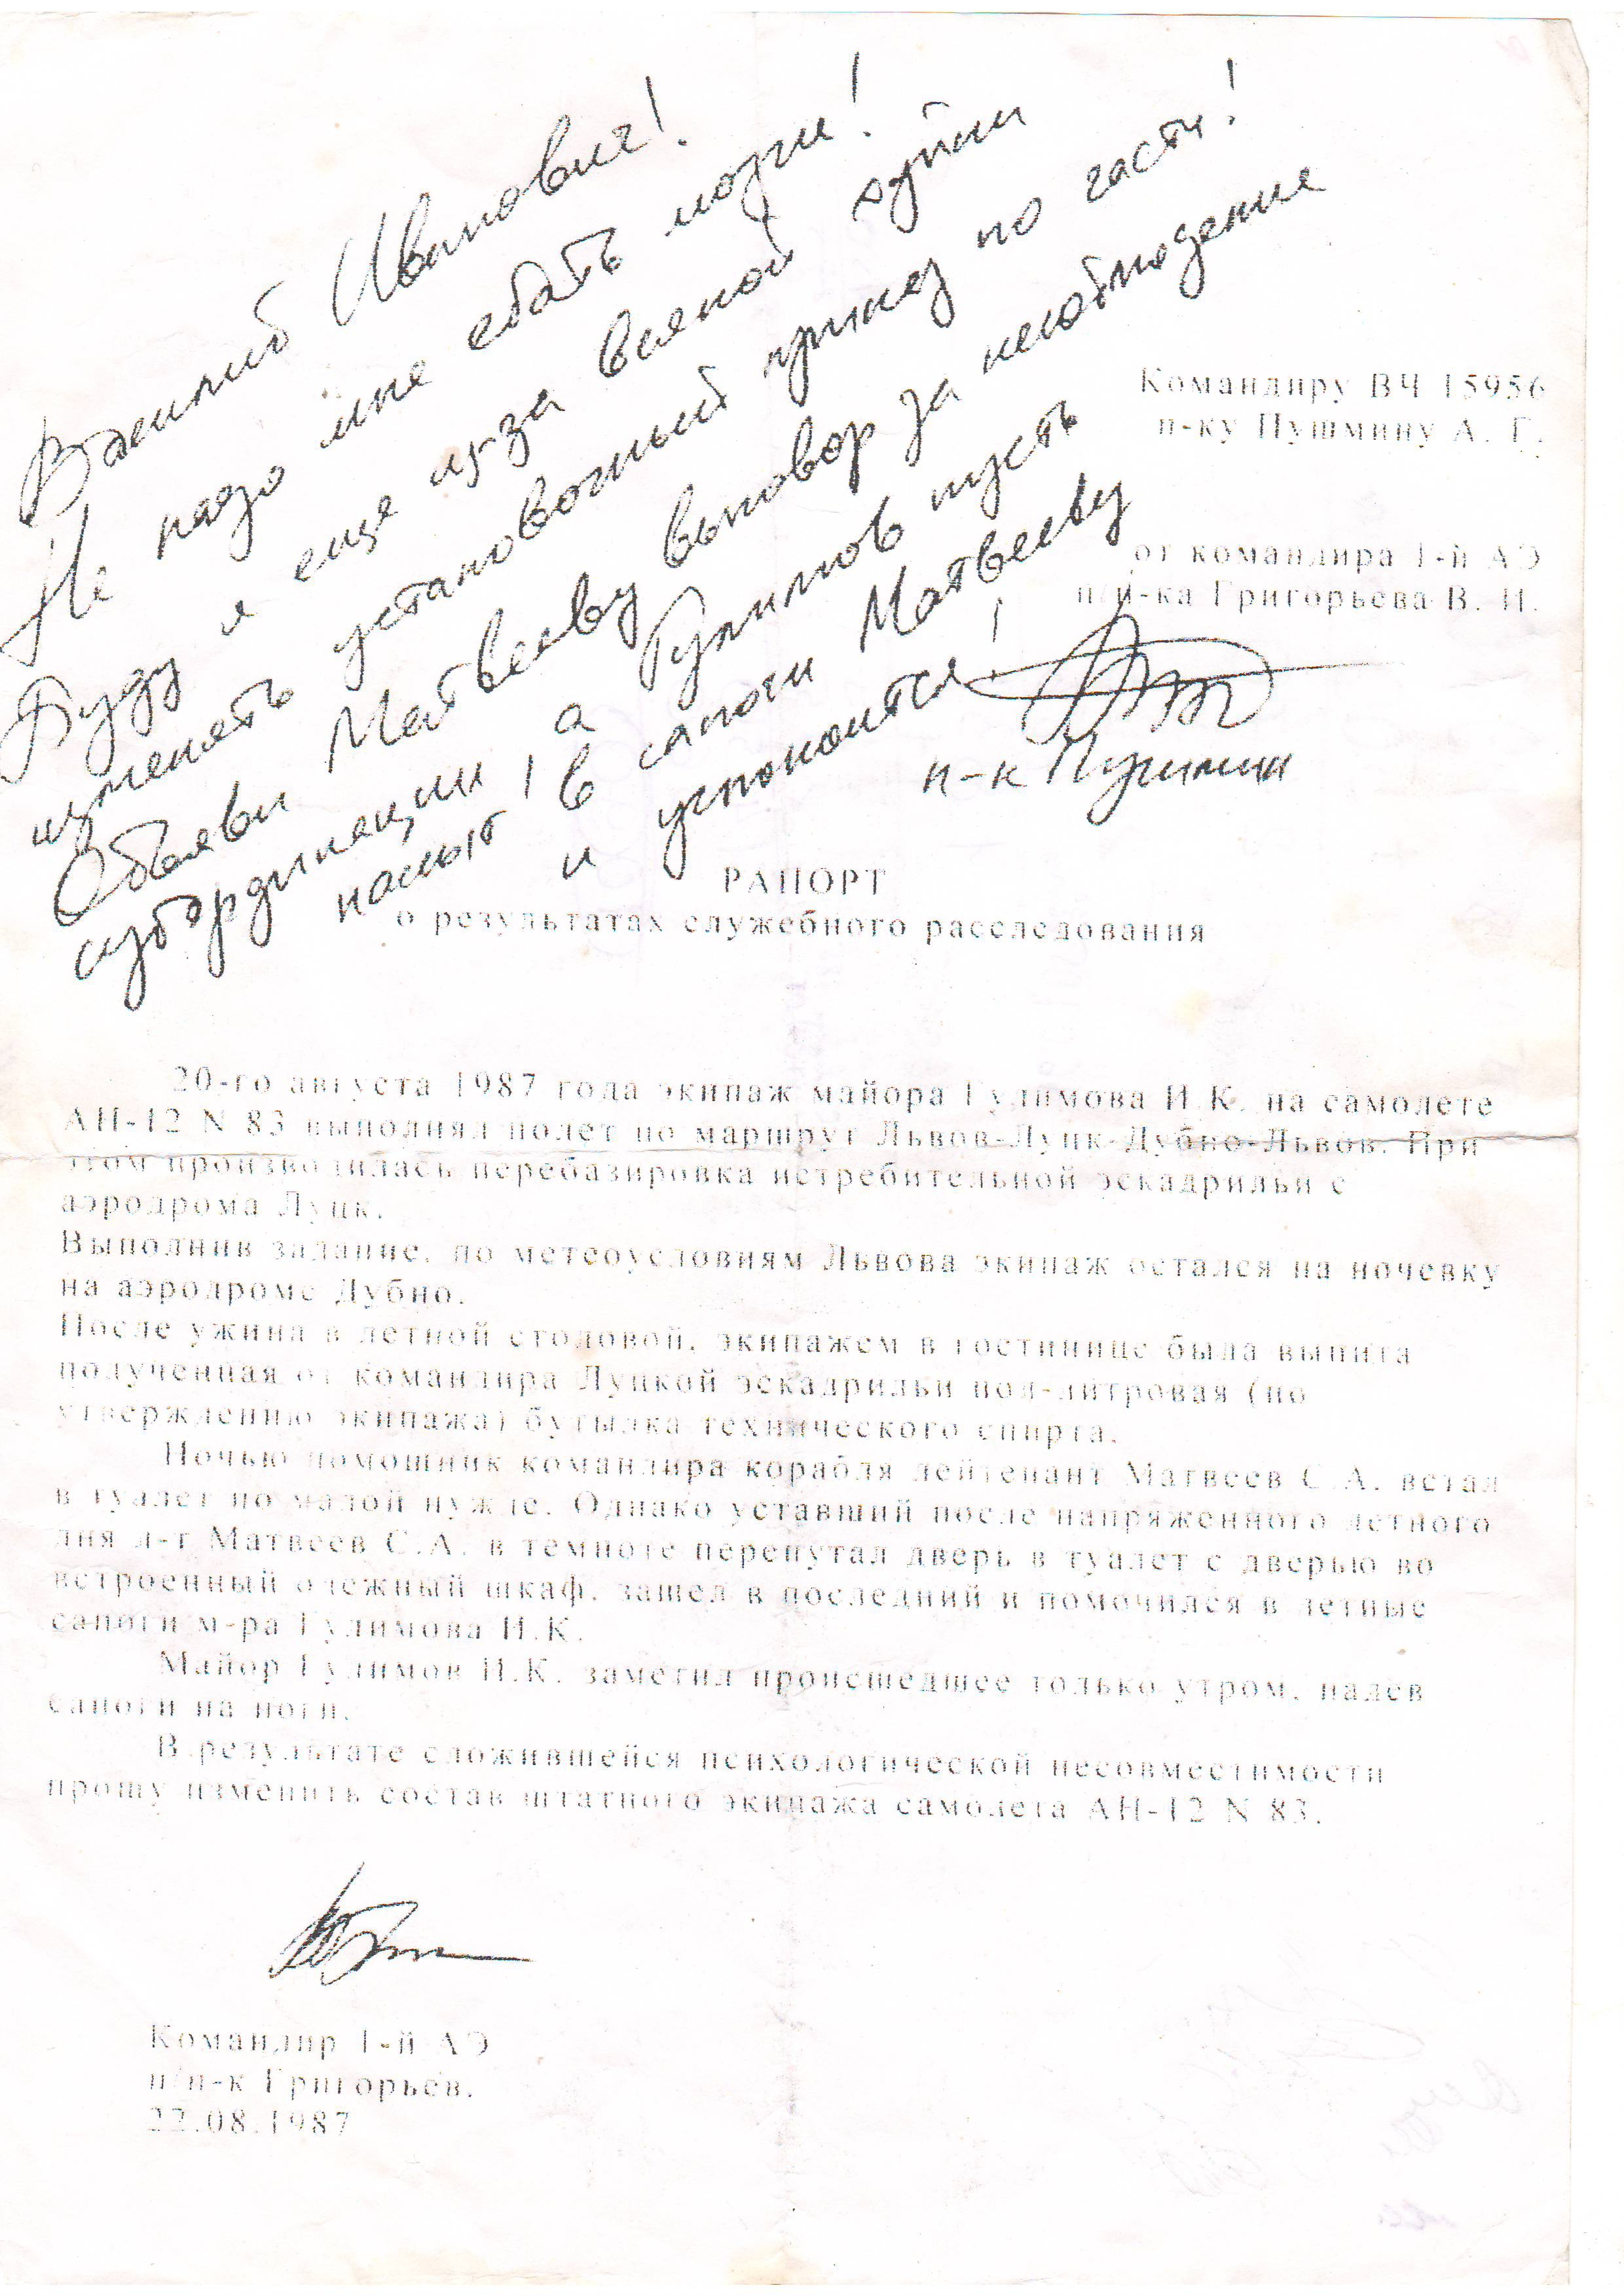 Василий Иванович!
Не надо мне ебать мозги!
Буду я еще из-за всякой хуйни
изменять установочный приказ по части!
Объяви Матвееву выговор за несоблюдение
субординации, а Гулимов пусть
нассыт в сапоги Матвееву
и успокоится!
п-к Пушмин
Командиру ВЧ 15956
п-ку Пушмину А. Г.
от командира 1-й АЭ
п/п-ка Григорьева В. И.
РАПОРТ
о результатах служебного расследования
20-го августа 1987 года экипаж майора Гулимова И.К. на самолете
АН-12 N 83 выполнял полет по маршруту Львов-Луцк-Дубно-Львов. При
этом производилась перебазировка истребительной эскадрильи с
аэродрома Луцк.
Выполнив задание, по метеоусловиям Львова экипаж остался на ночевку
на аэродроме Дубно.
После ужина в летной столовой, экипажем в гостинице была выпита
полученная от командира Луцкой эскадрильи пол-литровая (по
утверждению экипажа) бутылка технического спирта.
Ночью помощник командира корабля лейтенант Матвеев С.А. встал
в туалет по малой нужде. Однако уставший после напряженного летного
дня л-т Матвеев С.А. в темноте перепутал дверь в туалет с дверью во
встроенный одежный шкаф, зашел в последний и помочился в летные
сапоги м-ра Гулимова И.К.
Майор Гулимов И.К. заметил происшедшее только утром, надев
сапоги на ноги.
В результате сложившейся психологической несовместимости
прошу изменить состав штатного экипажа самолета АН-12 N 83.
Командир 1-й АЭ
п/п-к Григорьев.
22.08.1987